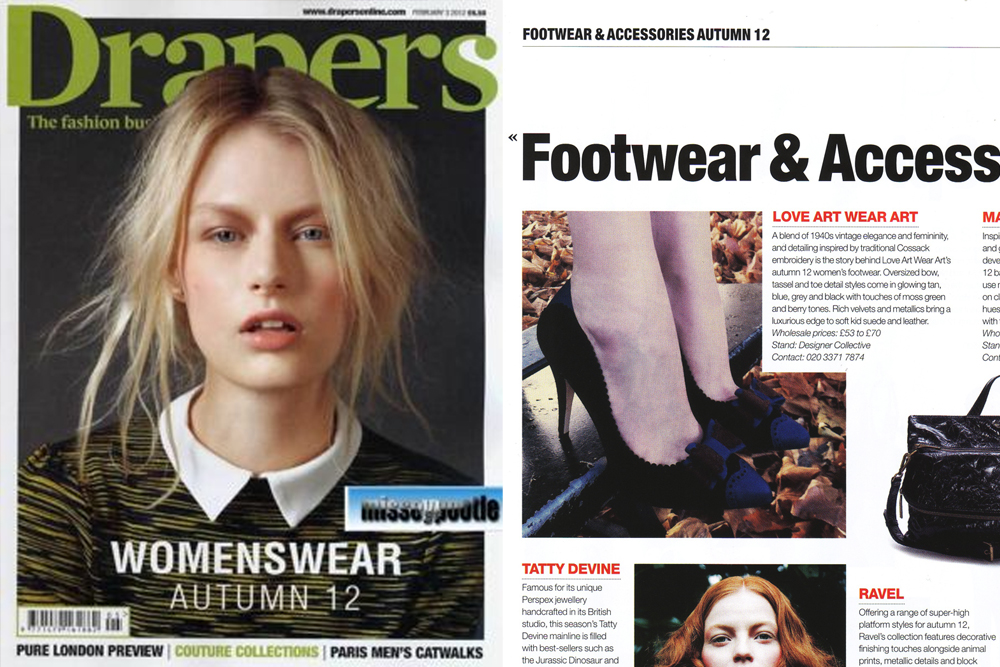 www.drapersonline.com FEBRUARY 3 2012 £6.50
Drapers
The fashion bus
WOMENSWEAR
AUTUMN 12
PURE LONDON PREVIEW | COUTURE COLLECTIONS | PARIS MEN'S CATWALKS
FOOTWEAR & ACCESSORIES AUTUMN 12
« Footwear & Access
LOVE ART WEAR ART
A blend of 1940s vintage elegance and femininity,
and detailing inspired by traditional Cossack
embroidery is the story behind Love Art Wear Art's
autumn 12 women's footwear. Oversized bow,
tassel and toe detail styles come in glowing tan,
blue, grey and black with touches of moss green
and berry tones. Rich velvets and metallics bring a
luxurious edge to soft kid suede and leather.
Wholesale prices: £53 to £70
Stand: Designer Collective
Contact: 020 3371 7874
MA
Inspi
and g
deve
12 ba
use r
on cl
hues
with
Who
Stan
Cont
TATTY DEVINE
Famous for its unique
Perspex jewellery
handcrafted in its British
studio, this season's Tatty
Devine mainline is filled
with best-sellers such as
the Jurassic Dinosaur and
RAVEL
Offering a range of super-high
platform styles for autumn 12,
Ravel's collection features decorative
finishing touches alongside animal
prints, metallic details and block